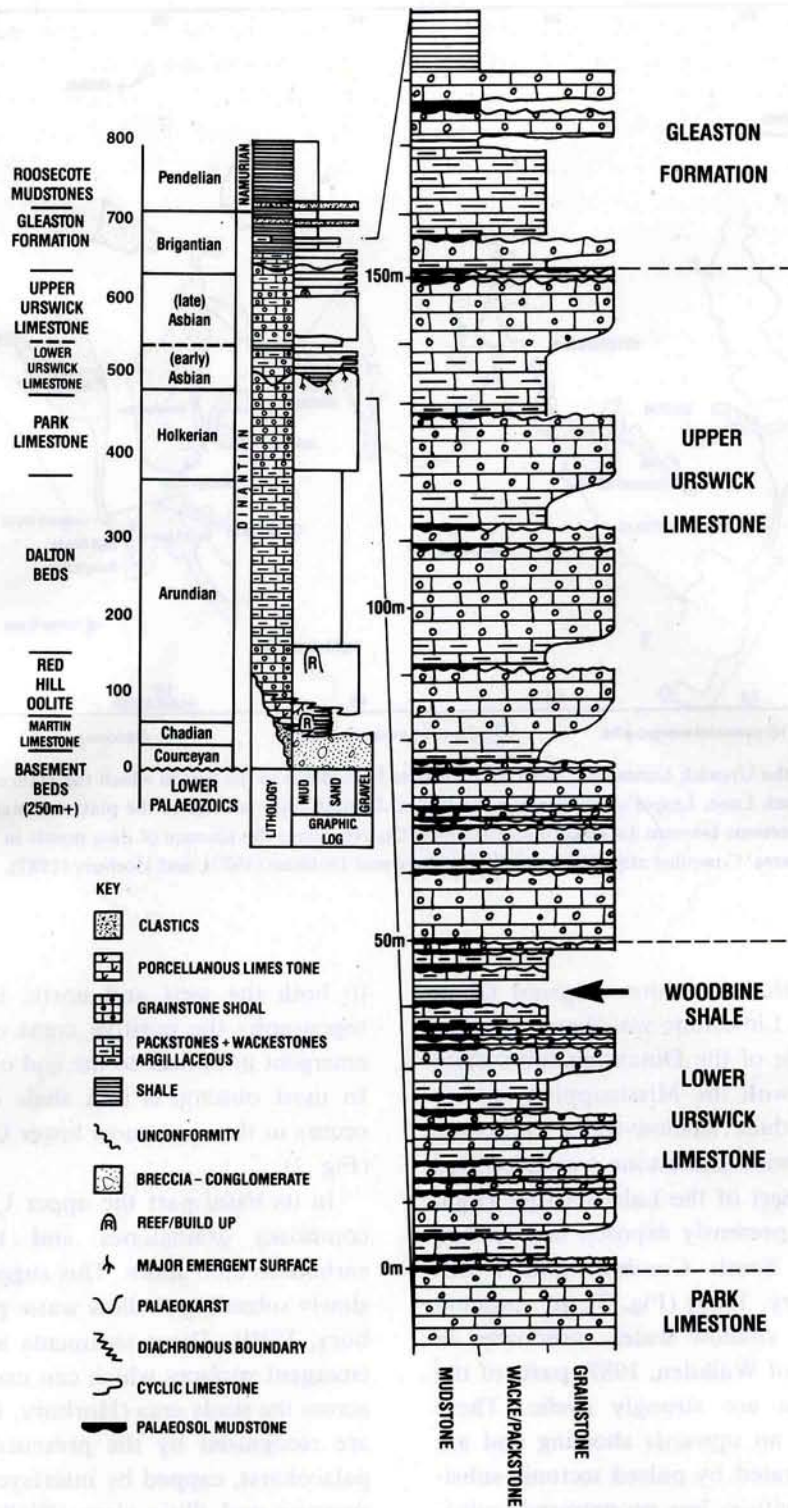 800
700
600
500
400
300
200
100
0
ROOSECOTE
MUDSTONES
GLEASTON
FORMATION
UPPER
URSWICK
LIMESTONE
LOWER
URSWICK
LIMESTONE
PARK
LIMESTONE
DALTON
BEDS
RED
HILL
OOLITE
MARTIN
LIMESTONE
BASEMENT
BEDS
(250m+)
Pendelian
Brigantian
(late)
Asbian
(early)
Asbian
Holkerian
Arundian
Chadian
Courceyan
LOWER
PALAEOZOICS
NAMURIAN
DINANTIAN
R
R
LITHOLOGY
MUD
SAND
GRAVEL
GRAPHIC
LOG
KEY
CLASTICS
PORCELLANOUS LIMES TONE
GRAINSTONE SHOAL
PACKSTONES + WACKESTONES
ARGILLACEOUS
SHALE
UNCONFORMITY
BRECCIA – CONGLOMERATE
R
REEF/BUILD UP
MAJOR EMERGENT SURFACE
PALAEOKARST
DIACHRONOUS BOUNDARY
CYCLIC LIMESTONE
PALAEOSOL MUDSTONE
GLEASTON
FORMATION
150m
UPPER
URSWICK
LIMESTONE
100m
50m
WOODBINE
SHALE
LOWER
URSWICK
LIMESTONE
0m
PARK
LIMESTONE
MUDSTONE
WACKE/PACKSTONE
GRAINSTONE